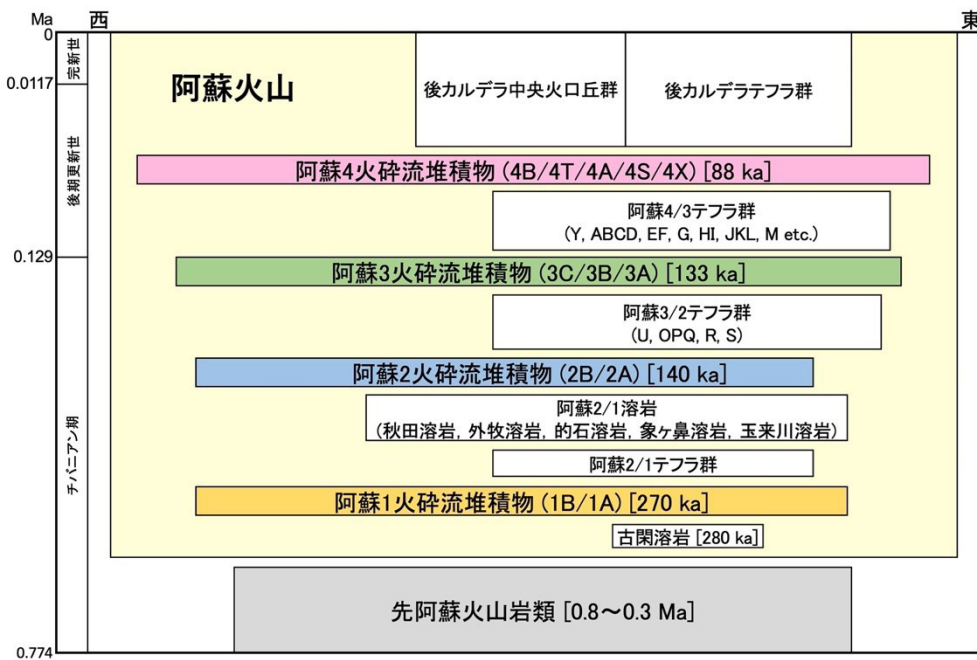 Ma
西
東
0
完新世
0.0117
阿蘇火山
後カルデラ中央火口丘群
後カルデラテフラ群
後期更新世
阿蘇4火砕流堆積物 (4B/4T/4A/4S/4X) [88 ka]
阿蘇4/3テフラ群
(Y, ABCD, EF, G, HI, JKL, M etc.)
0.129
阿蘇3火砕流堆積物 (3C/3B/3A) [133 ka]
阿蘇3/2テフラ群
(U, OPQ, R, S)
阿蘇2火砕流堆積物 (2B/2A) [140 ka]
チバニアン期
阿蘇2/1溶岩
(秋田溶岩, 外牧溶岩, 的石溶岩, 象ヶ鼻溶岩, 玉来川溶岩)
阿蘇2/1テフラ群
阿蘇1火砕流堆積物 (1B/1A) [270 ka]
古閑溶岩 [280 ka]
先阿蘇火山岩類 [0.8～0.3 Ma]
0.774